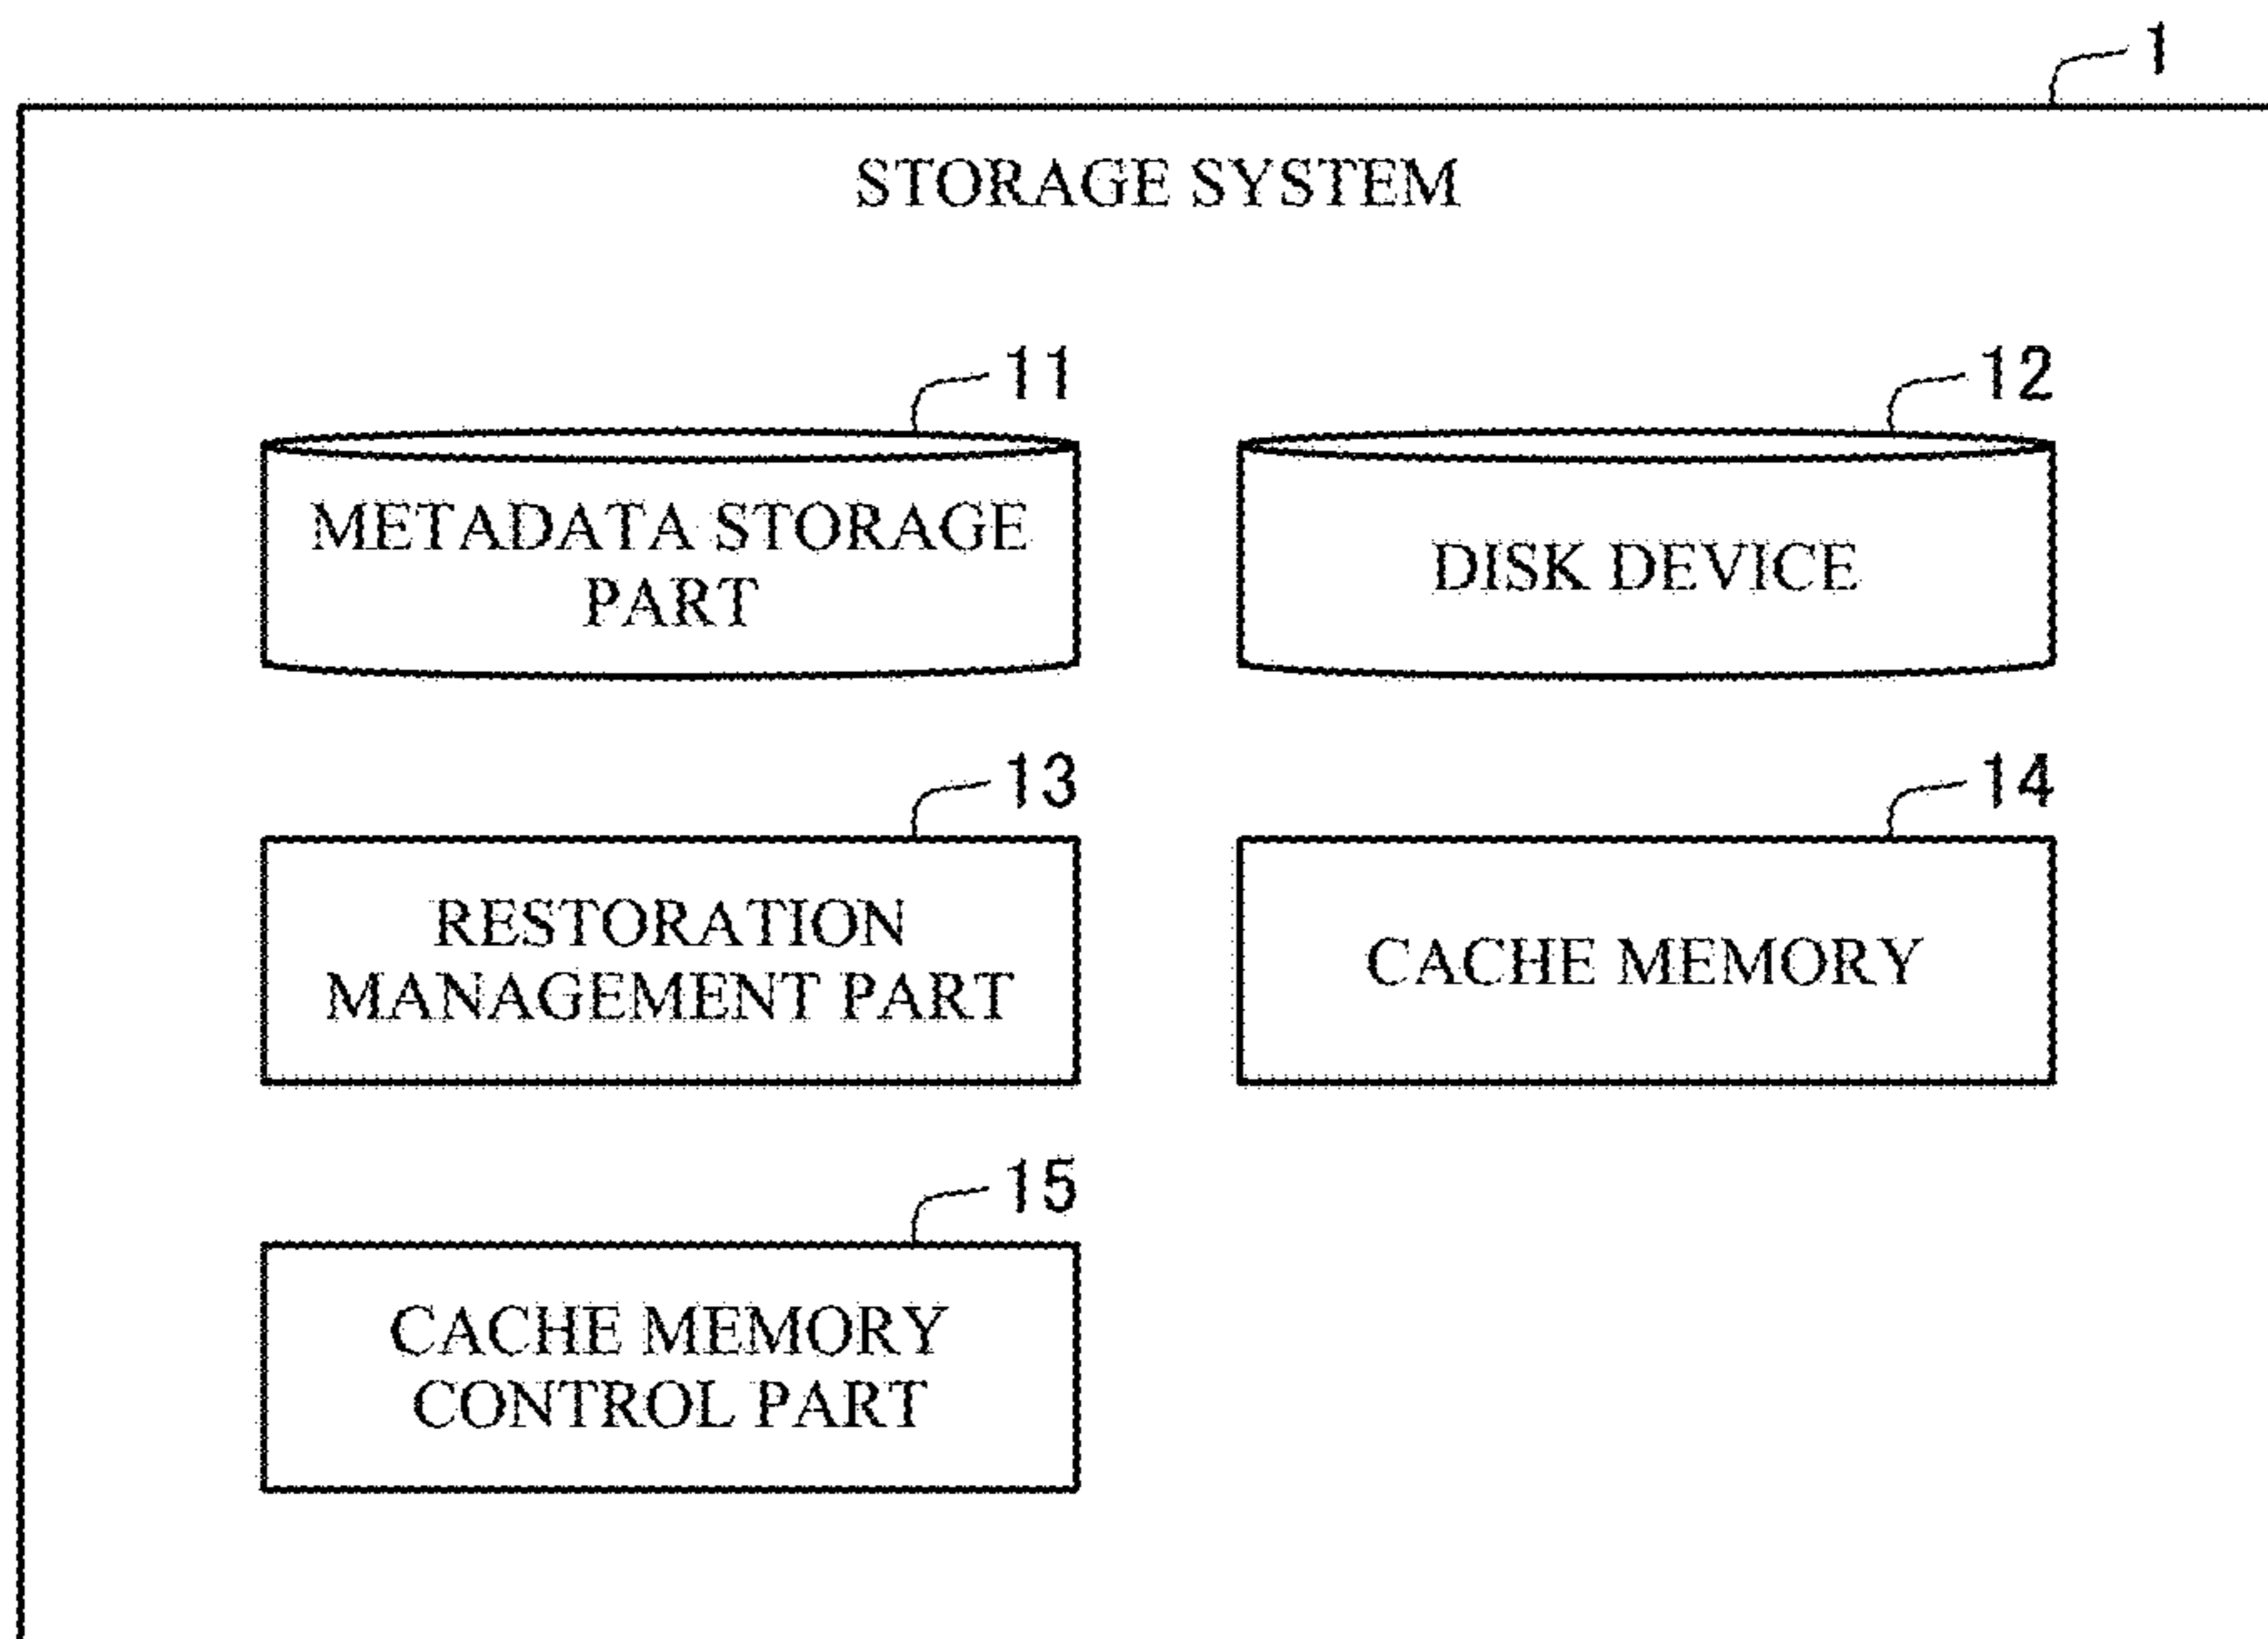 1
STORAGE SYSTEM
11
12
METADATA STORAGE
PART
DISK DEVICE
13
14
RESTORATION
MANAGEMENT PART
CACHE MEMORY
15
CACHE MEMORY
CONTROL PART